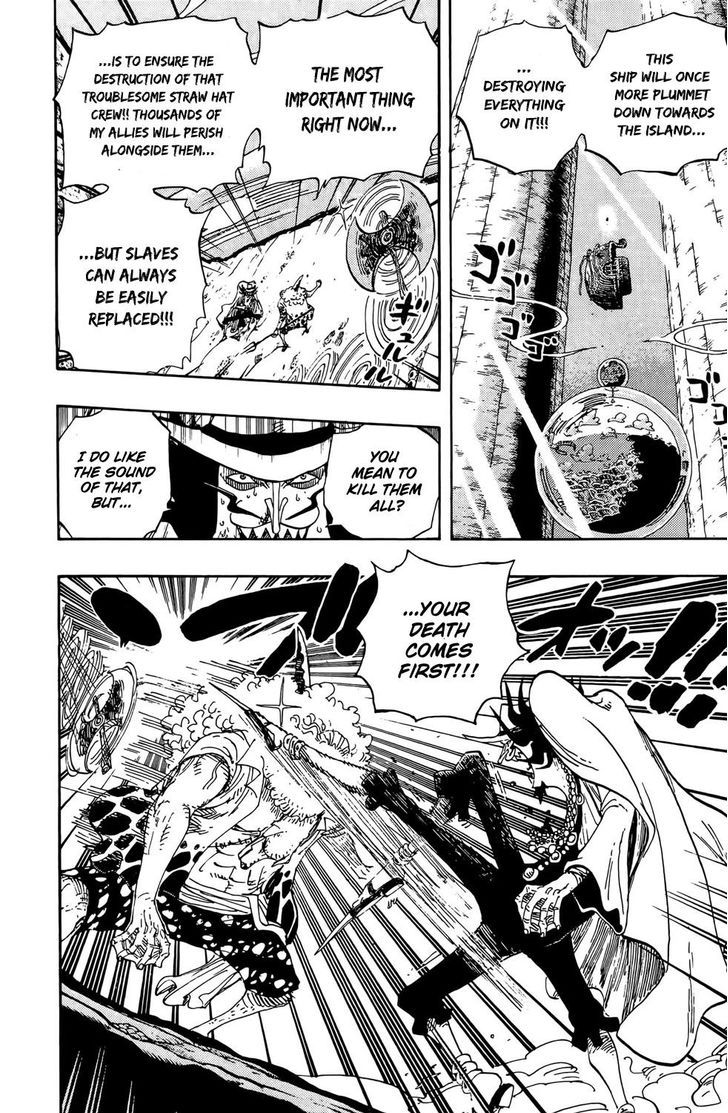 THIS
SHIP WILL ONCE
MORE PLUMMET
DOWN TOWARDS
THE ISLAND...
...
DESTROYING
EVERYTHING
ON IT!!!
ゴゴゴゴ
ゴゴ
THE MOST
IMPORTANT THING
RIGHT NOW...
...IS TO ENSURE THE
DESTRUCTION OF THAT
TROUBLESOME STRAW HAT
CREW!! THOUSANDS OF
MY ALLIES WILL PERISH
ALONGSIDE THEM...
...BUT SLAVES
CAN ALWAYS
BE EASILY
REPLACED!!!
ギュルルル
YOU
MEAN TO
KILL THEM
ALL?
I DO LIKE
THE SOUND
OF THAT,
BUT...
...YOUR
DEATH
COMES
FIRST!!!